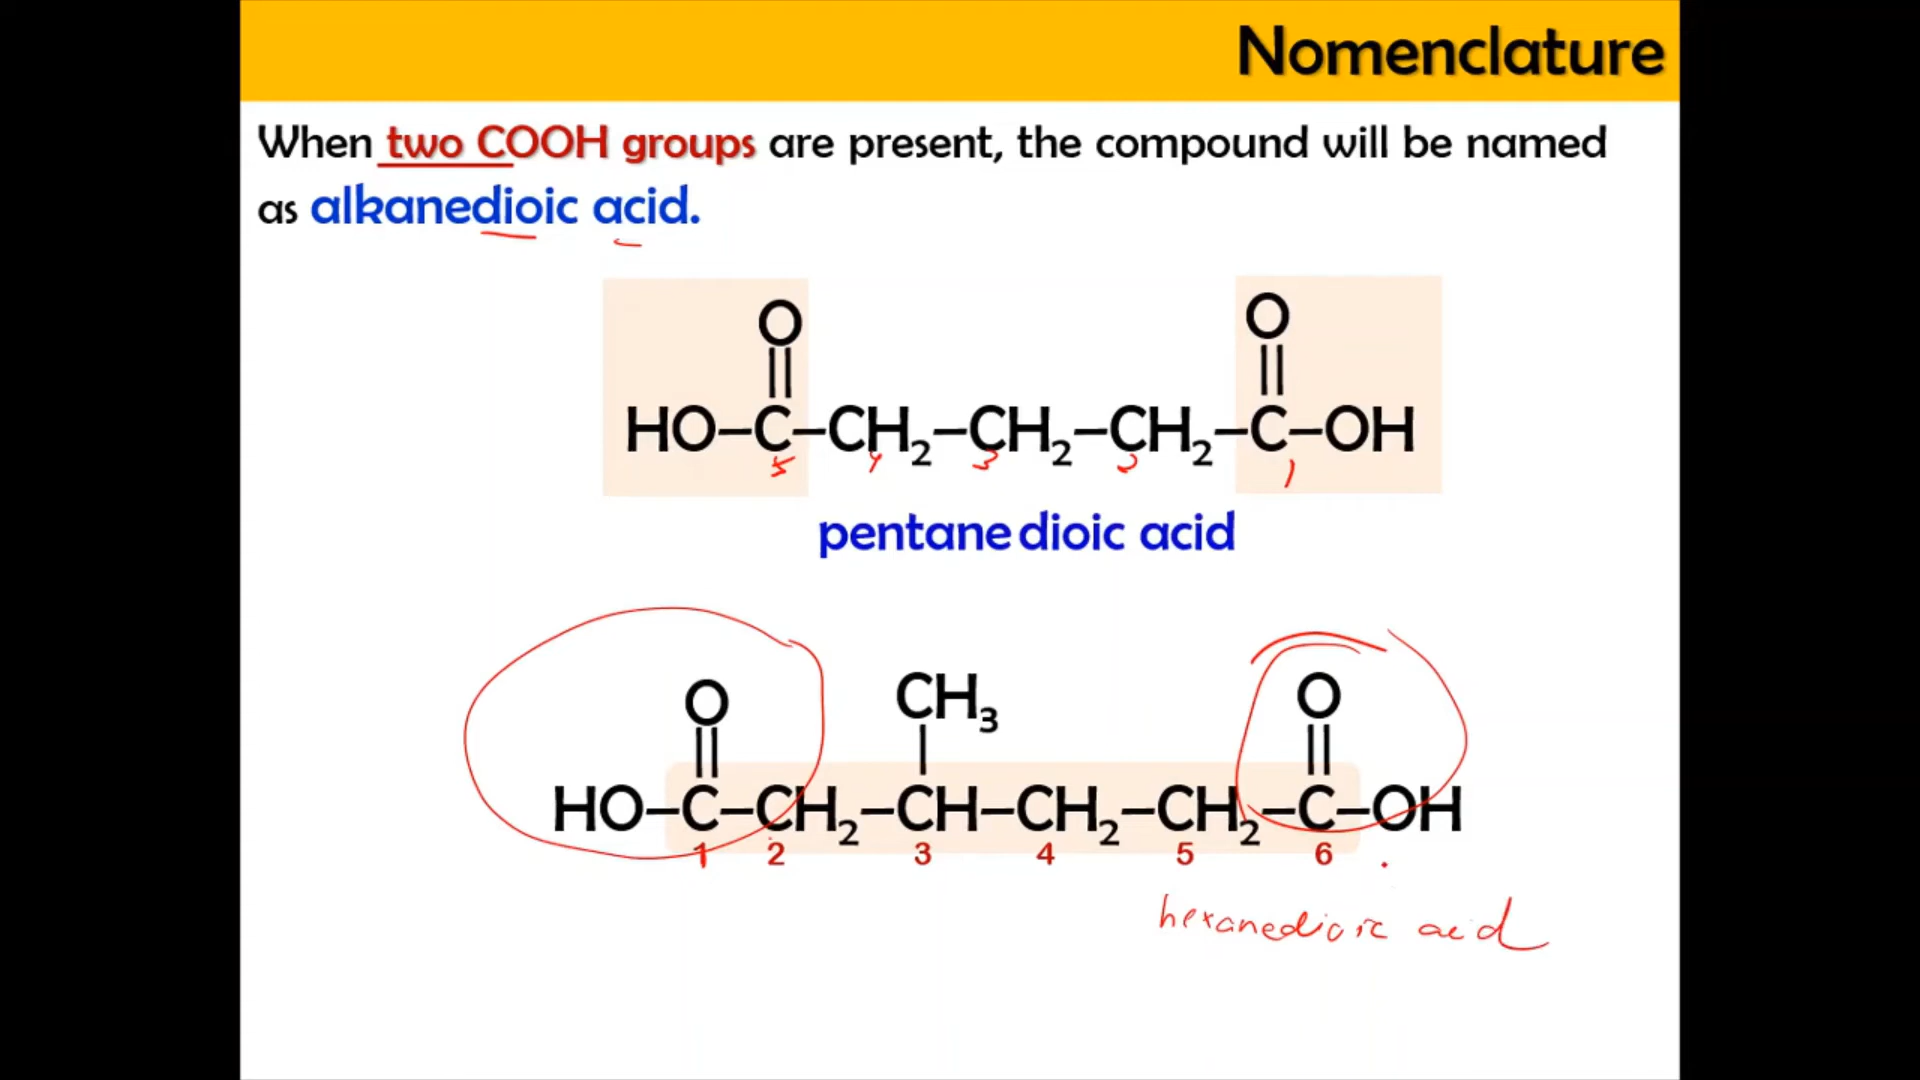 Nomenclature
When two COOH groups are present, the compound will be named
as alkanedioic acid.
O O
HO–C–CH₂–CH₂–CH₂–C–OH
5 4 3 2 1
pentanedioic acid
O CH₃ O
HO–C–CH₂–CH–CH₂–CH₂–C–OH
1 2 3 4 5 6
hexanedioic acid